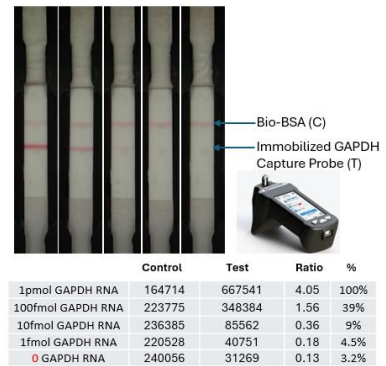 Bio-BSA (C)
Immobilized GAPDH
Capture Probe (T)
Control Test Ratio %
1pmol GAPDH RNA 164714 667541 4.05 100%
100fmol GAPDH RNA 223775 348384 1.56 39%
10fmol GAPDH RNA 236385 85562 0.36 9%
1fmol GAPDH RNA 220528 40751 0.18 4.5%
0 GAPDH RNA 240056 31269 0.13 3.2%